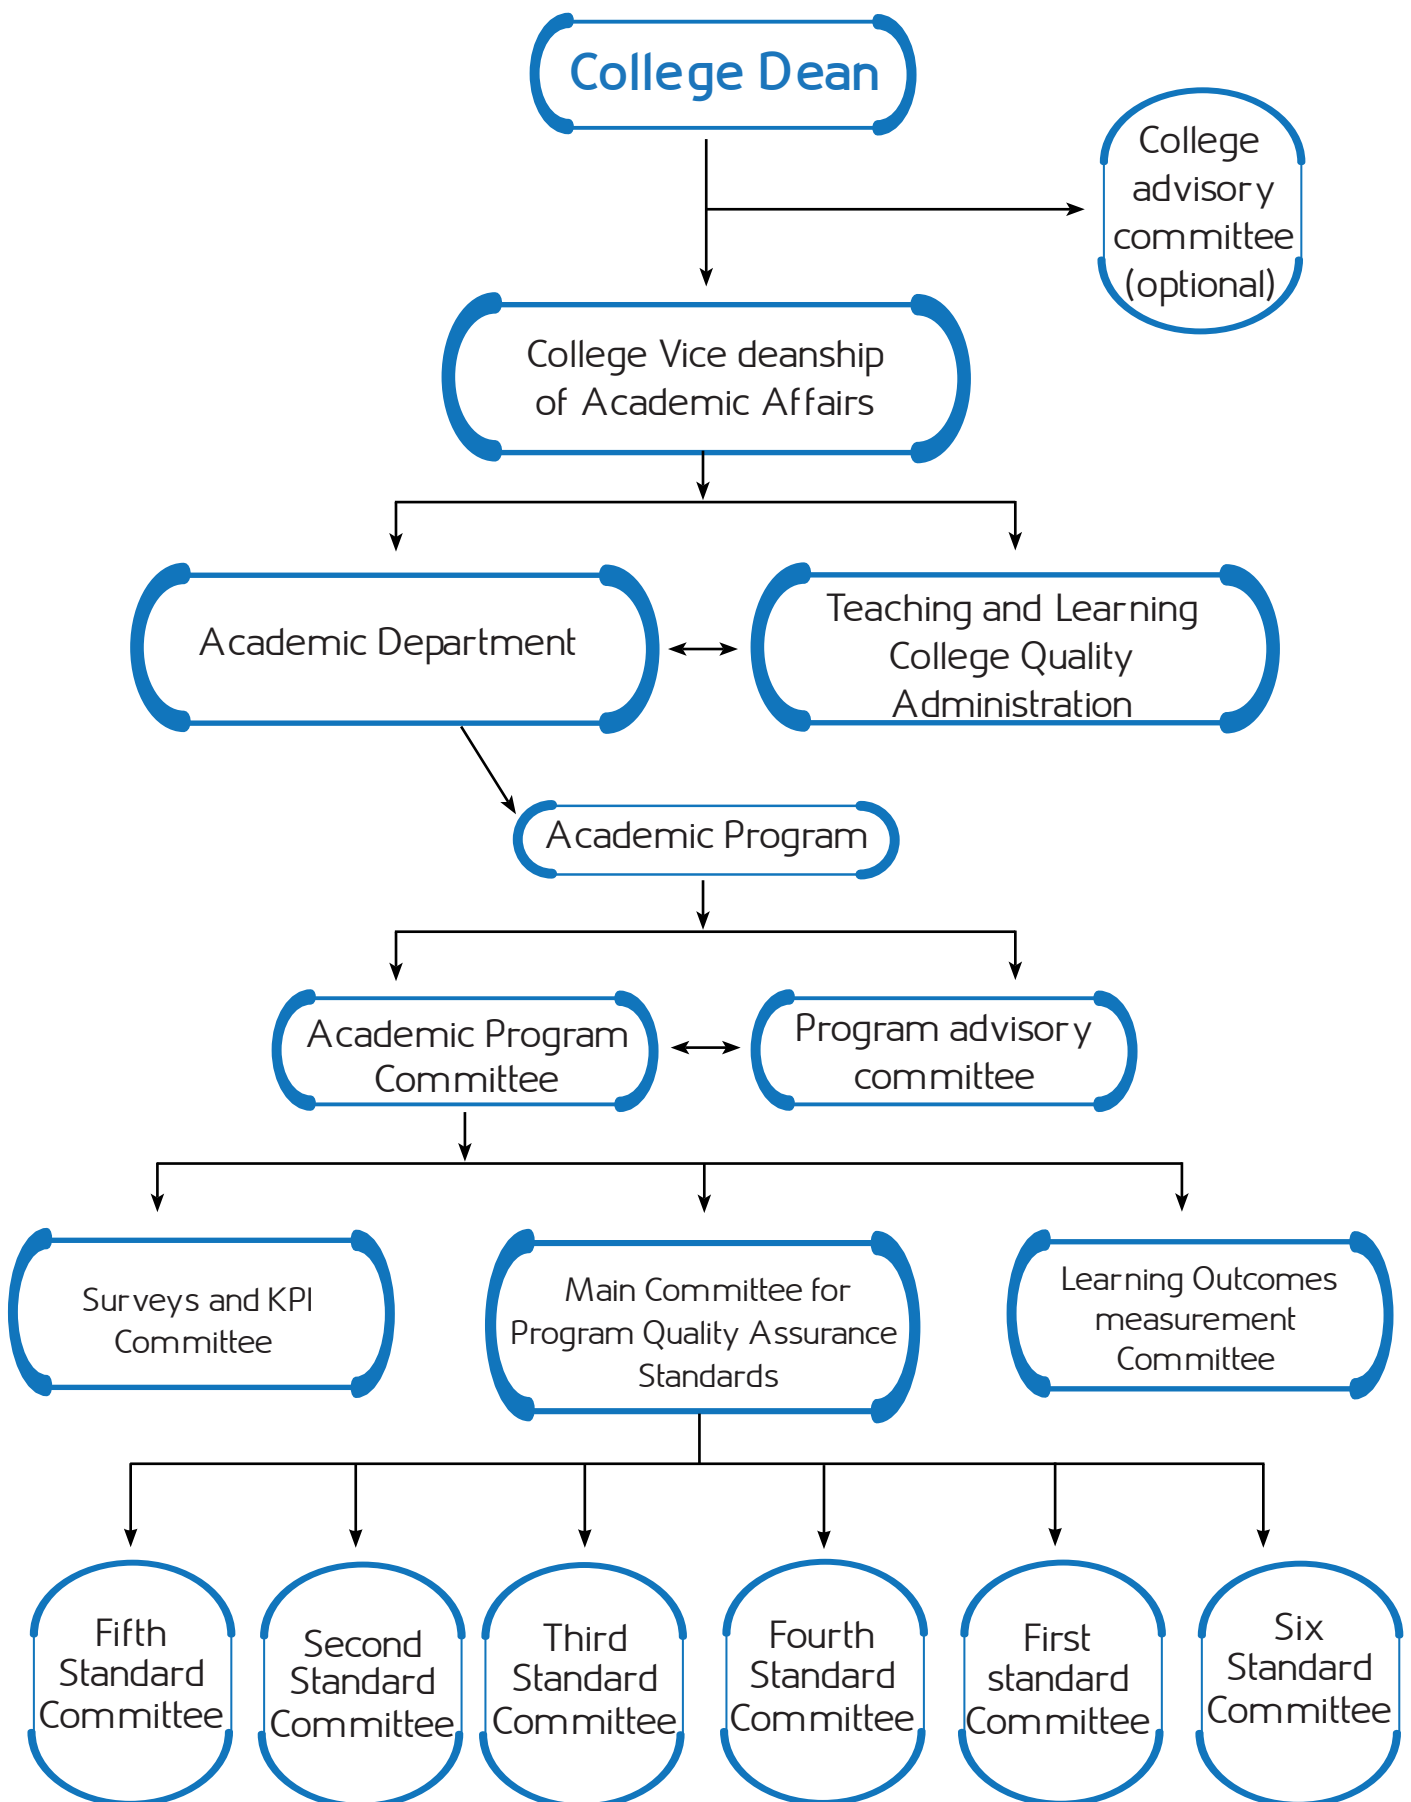 College Dean
College
advisory
committee
(optional)
College Vice deanship
of Academic Affairs
Academic Department
Teaching and Learning
College Quality
Administration
Academic Program
Academic Program
Committee
Program advisory
committee
Surveys and KPI
Committee
Main Committee for
Program Quality Assurance
Standards
Learning Outcomes
measurement
Committee
Fifth
Standard
Committee
Second
Standard
Committee
Third
Standard
Committee
Fourth
Standard
Committee
First
standard
Committee
Six
Standard
Committee